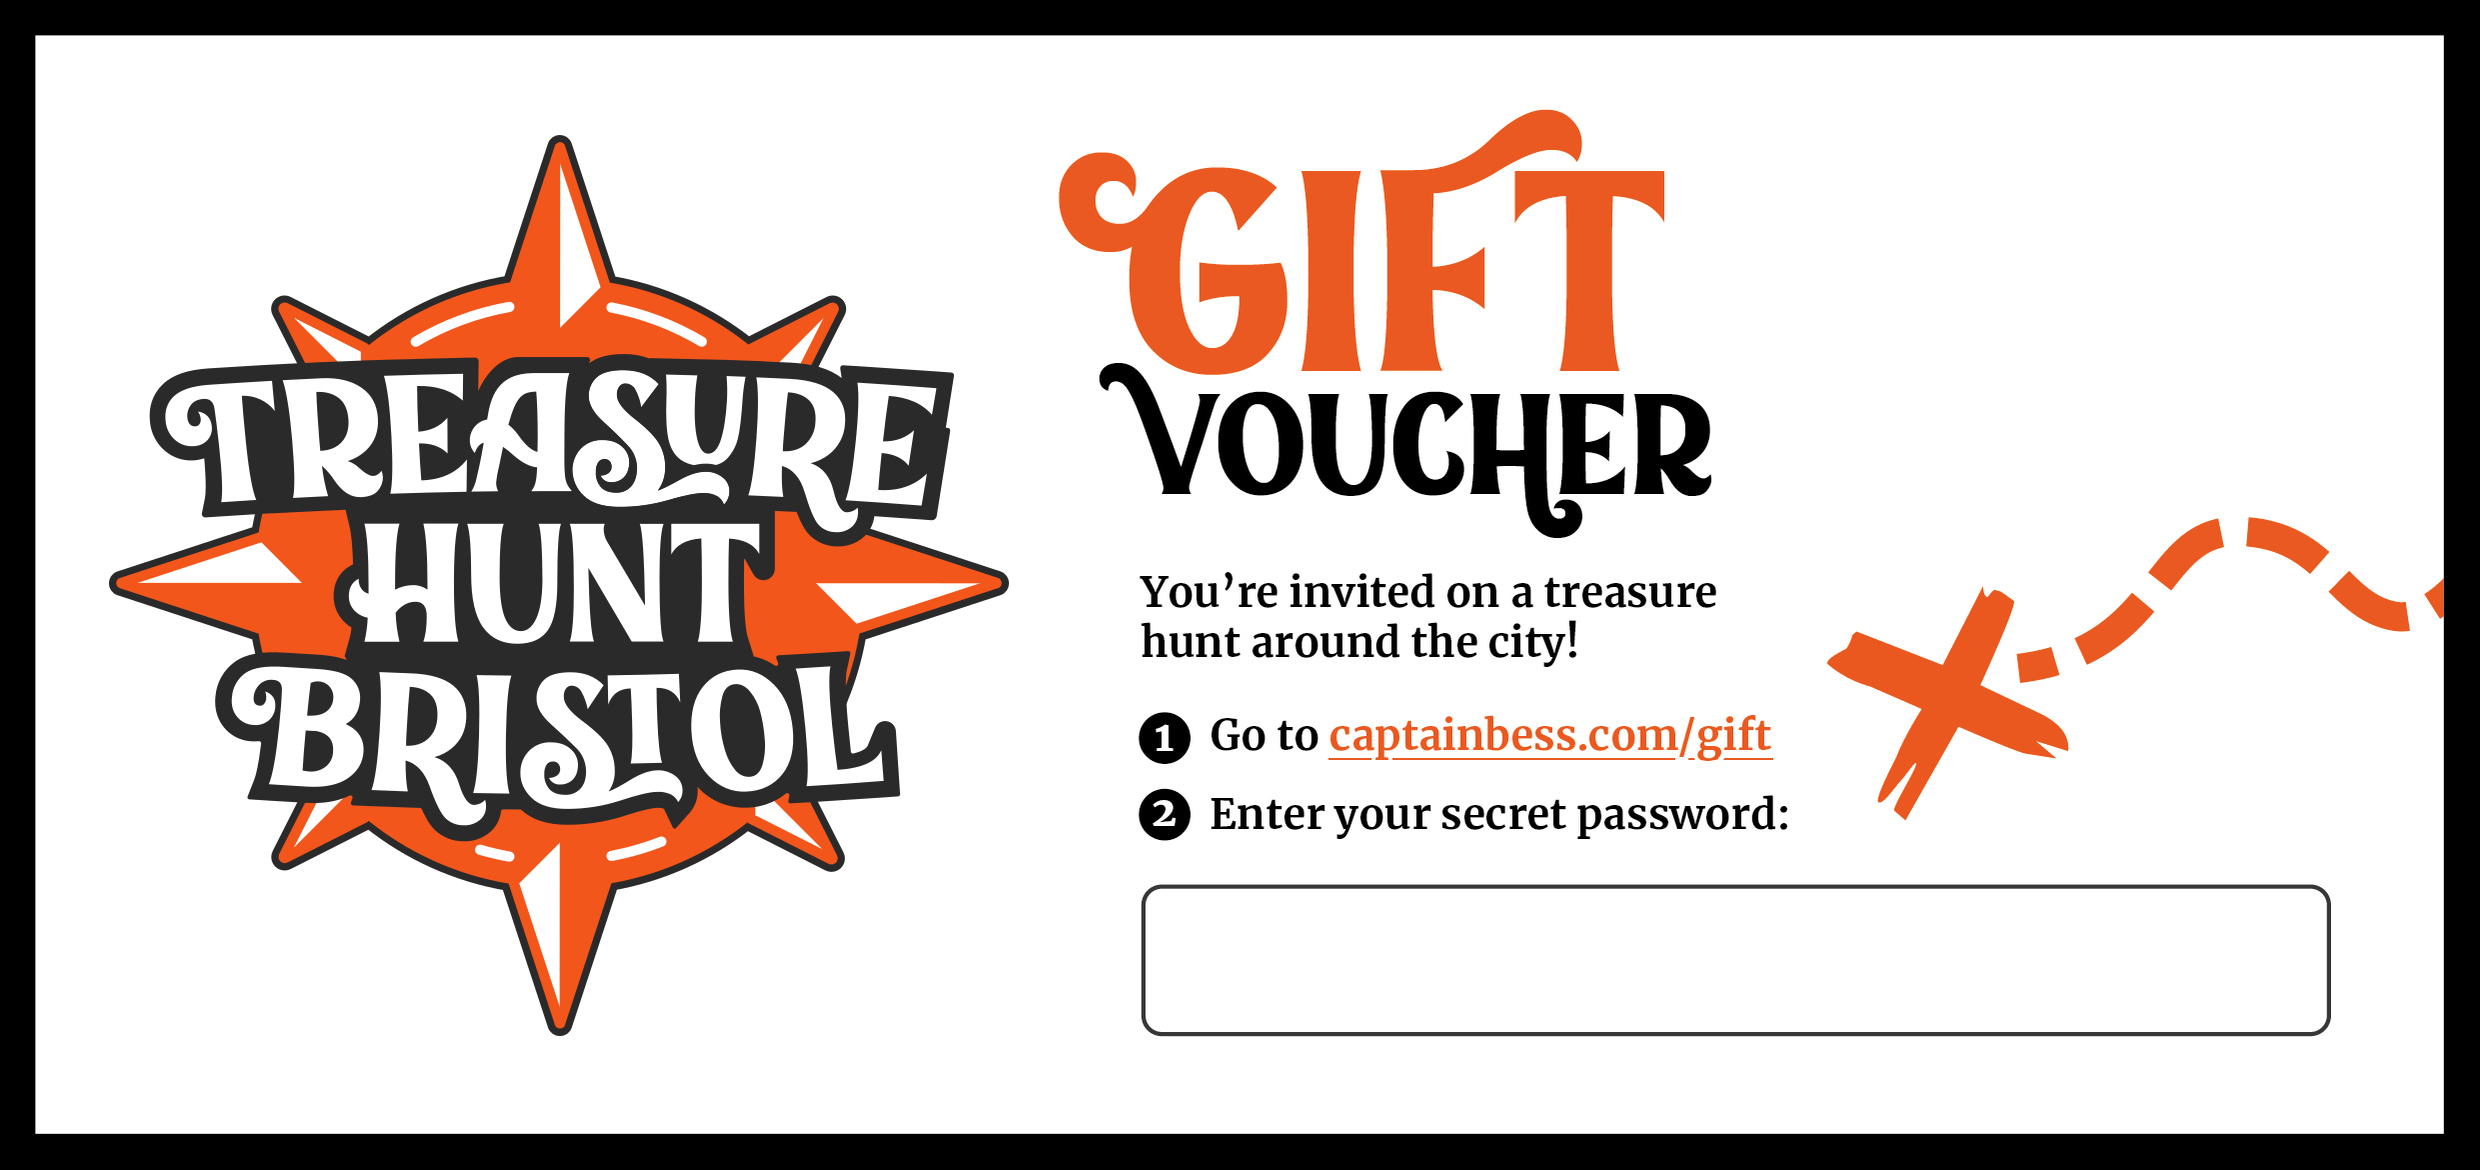 TREASURE
HUNT
BRISTOL
GIFT
VOUCHER
You’re invited on a treasure
hunt around the city!
1 Go to captainbess.com/gift
2 Enter your secret password: